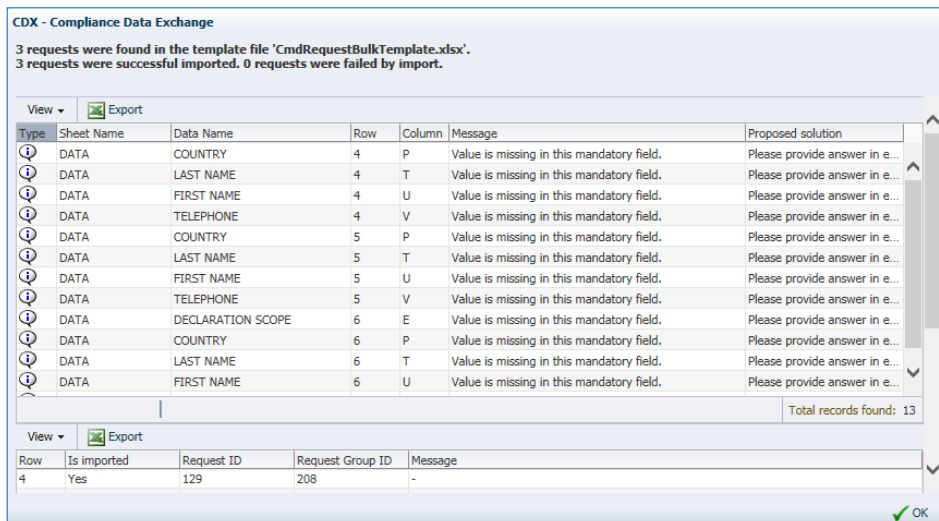 CDX - Compliance Data Exchange
3 requests were found in the template file 'CmdRequestBulkTemplate.xlsx'.
3 requests were successful imported. 0 requests were failed by import.
View Export
Type Sheet Name Data Name Row Column Message Proposed solution
DATA COUNTRY 4 P Value is missing in this mandatory field. Please provide answer in e...
DATA LAST NAME 4 T Value is missing in this mandatory field. Please provide answer in e...
DATA FIRST NAME 4 U Value is missing in this mandatory field. Please provide answer in e...
DATA TELEPHONE 4 V Value is missing in this mandatory field. Please provide answer in e...
DATA COUNTRY 5 P Value is missing in this mandatory field. Please provide answer in e...
DATA LAST NAME 5 T Value is missing in this mandatory field. Please provide answer in e...
DATA FIRST NAME 5 U Value is missing in this mandatory field. Please provide answer in e...
DATA TELEPHONE 5 V Value is missing in this mandatory field. Please provide answer in e...
DATA DECLARATION SCOPE 6 E Value is missing in this mandatory field. Please provide answer in e...
DATA COUNTRY 6 P Value is missing in this mandatory field. Please provide answer in e...
DATA LAST NAME 6 T Value is missing in this mandatory field. Please provide answer in e...
DATA FIRST NAME 6 U Value is missing in this mandatory field. Please provide answer in e...
Total records found: 13
View Export
Row Is imported Request ID Request Group ID Message
4 Yes 129 208 -
OK